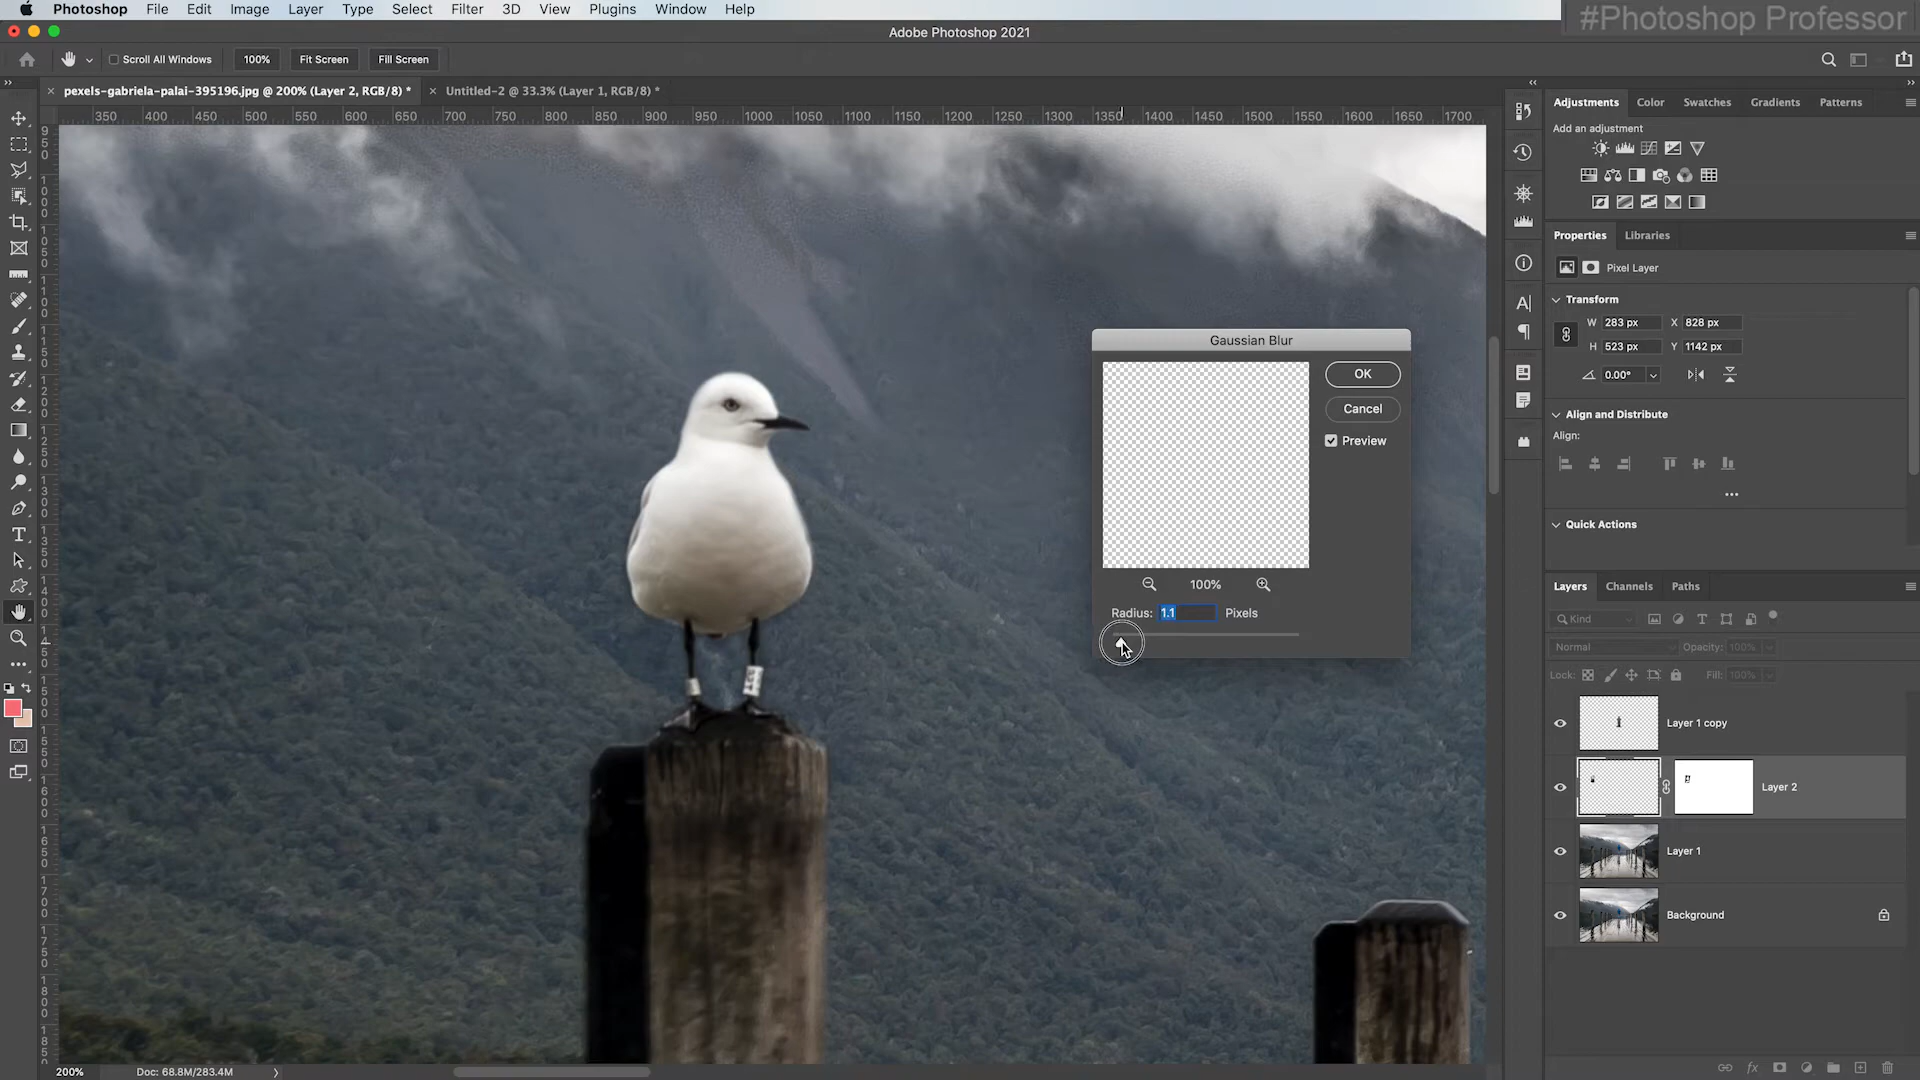 Photoshop File Edit Image Layer Type Select Filter 3D View Plugins Window Help
#Photoshop Professor
Adobe Photoshop 2021
Scroll All Windows 100% Fit Screen Fill Screen
pexels-gabriela-palai-395196.jpg @ 200% (Layer 2, RGB/8) *
Untitled-2 @ 33.3% (Layer 1, RGB/8) *
350 400 450 500 550 600 650 700 750 800 850 900 950 1000 1050 1100 1150 1200 1250 1300 1350 1400 1450 1500 1550 1600 1650 1700
Adjustments Color Swatches Gradients Patterns
Add an adjustment
Properties Libraries
Pixel Layer
Transform
W 283 px X 828 px
H 523 px Y 1142 px
0.00°
Align and Distribute
Align:
Quick Actions
Gaussian Blur
OK
Cancel
Preview
100%
Radius: 1.1 Pixels
Layers Channels Paths
Kind
Normal Opacity: 100%
Lock: Fill: 100%
Layer 1 copy
Layer 2
Layer 1
Background
200% Doc: 68.8M/283.4M